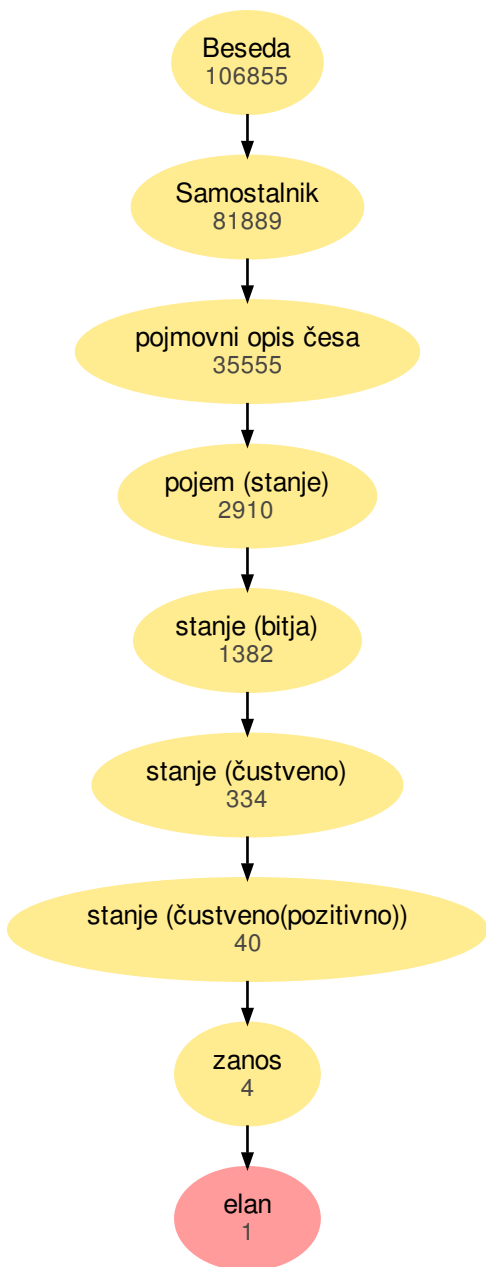 Beseda
106855
Samostalnik
81889
pojmovni opis česa
35555
pojem (stanje)
2910
stanje (bitja)
1382
stanje (čustveno)
334
stanje (čustveno(pozitivno))
40
zanos
4
elan
1